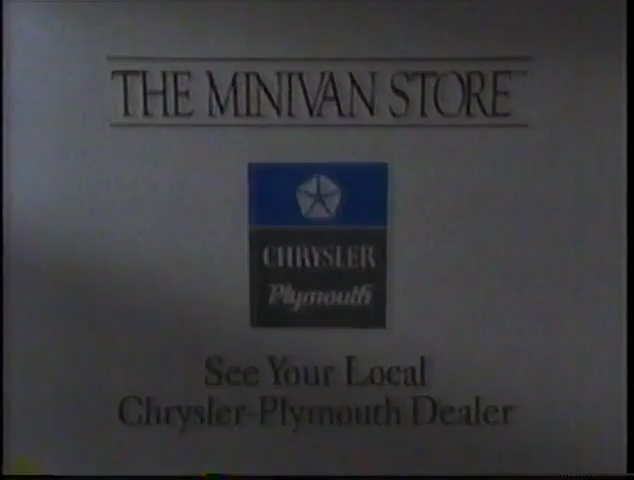 THE MINIVAN STORE
CHRYSLER
Plymouth
See Your Local
Chrysler-Plymouth Dealer